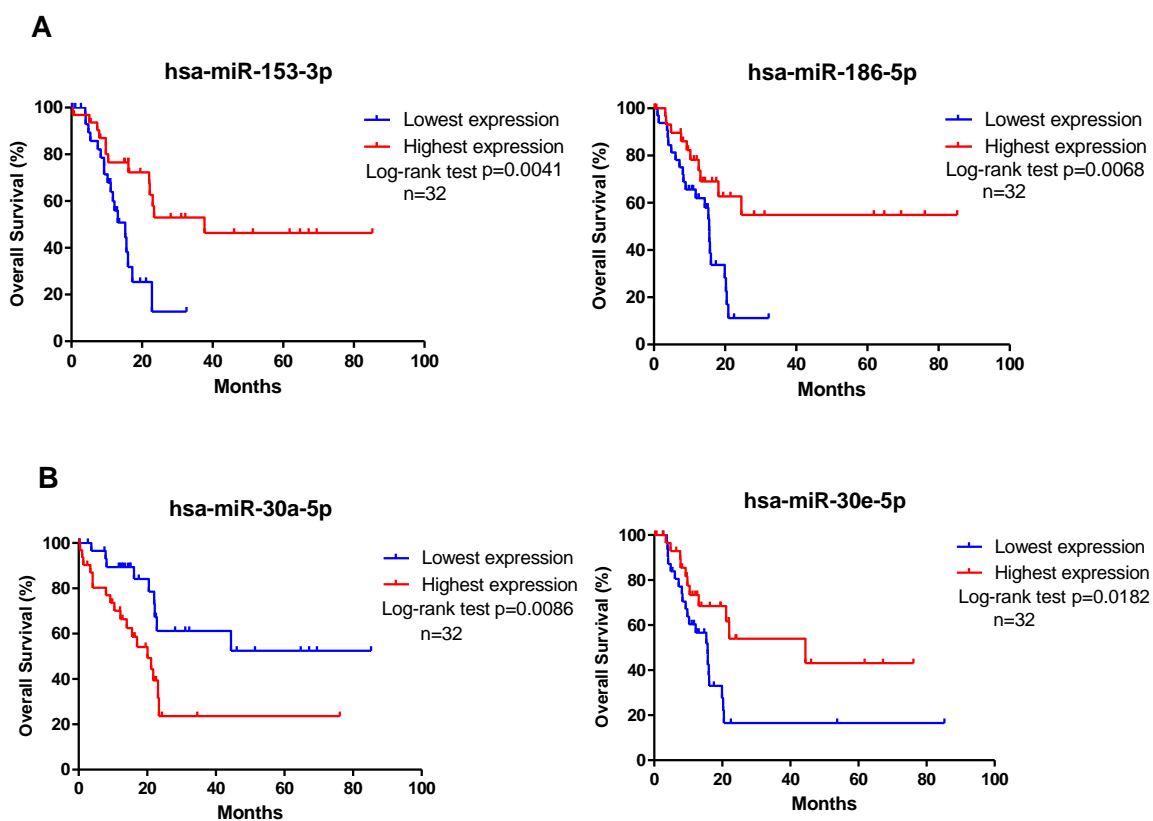 A
hsa-miR-153-3p
Overall Survival (%)
100
80
60
40
20
0
0 20 40 60 80 100
Months
Lowest expression
Highest expression
Log-rank test p=0.0041
n=32
hsa-miR-186-5p
Overall Survival (%)
100
80
60
40
20
0
0 20 40 60 80 100
Months
Lowest expression
Highest expression
Log-rank test p=0.0068
n=32
B
hsa-miR-30a-5p
Overall Survival (%)
100
80
60
40
20
0
0 20 40 60 80 100
Months
Lowest expression
Highest expression
Log-rank test p=0.0086
n=32
hsa-miR-30e-5p
Overall Survival (%)
100
80
60
40
20
0
0 20 40 60 80 100
Months
Lowest expression
Highest expression
Log-rank test p=0.0182
n=32